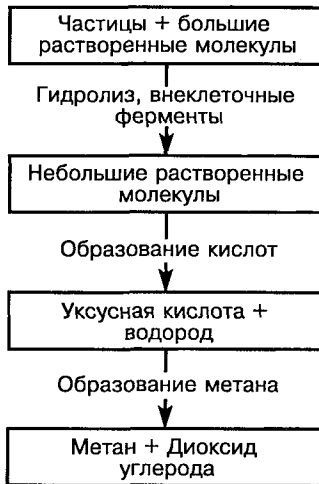 Частицы + большие
растворенные молекулы
Гидролиз, внеклеточные
ферменты
Небольшие растворенные
молекулы
Образование кислот
Уксусная кислота +
водород
Образование метана
Метан + Диоксид
углерода